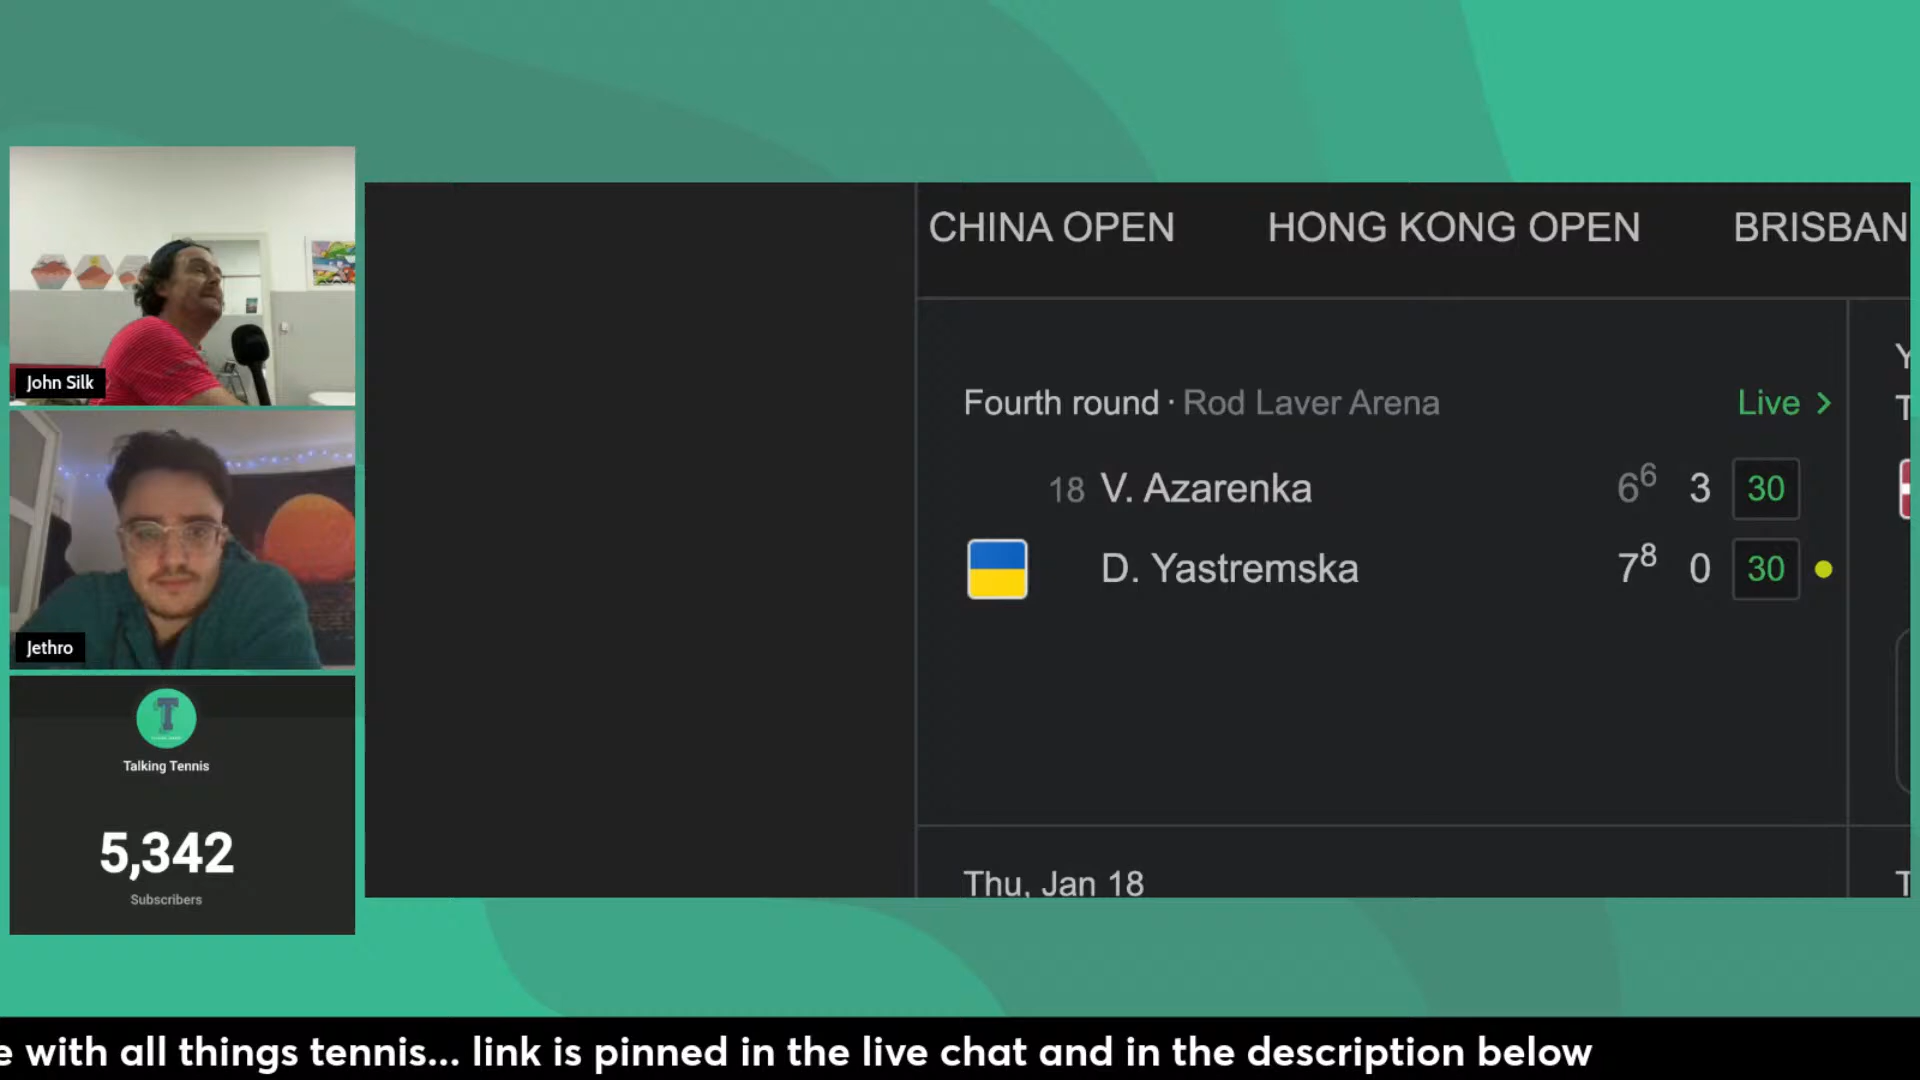 CHINA OPEN HONG KONG OPEN BRISBAN
Fourth round · Rod Laver Arena Live >
18 V. Azarenka 6⁶ 3 30
D. Yastremska 7⁸ 0 30
Thu, Jan 18
Y
T
T
John Silk
Jethro
T
Talking Tennis
5,342
Subscribers
e with all things tennis... link is pinned in the live chat and in the description below